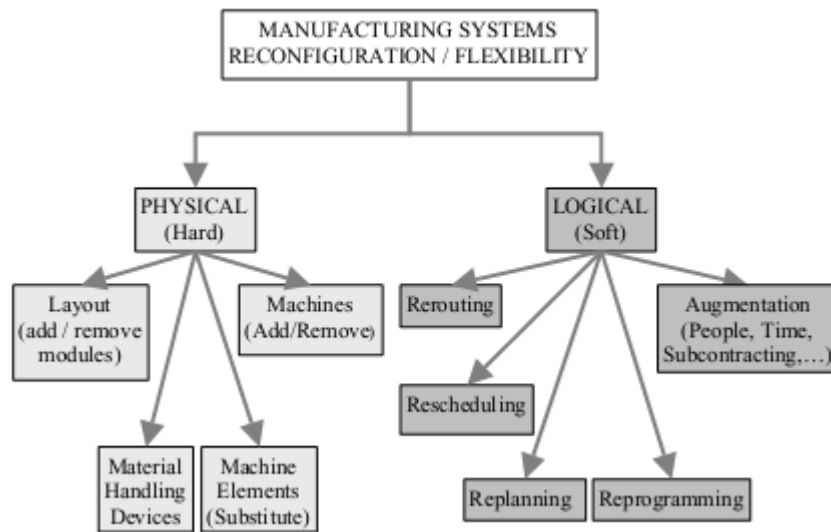 MANUFACTURING SYSTEMS
RECONFIGURATION / FLEXIBILITY
PHYSICAL
(Hard)
LOGICAL
(Soft)
Layout
(add / remove
modules)
Machines
(Add/Remove)
Rerouting
Augmentation
(People, Time,
Subcontracting,…)
Rescheduling
Material
Handling
Devices
Machine
Elements
(Substitute)
Replanning
Reprogramming